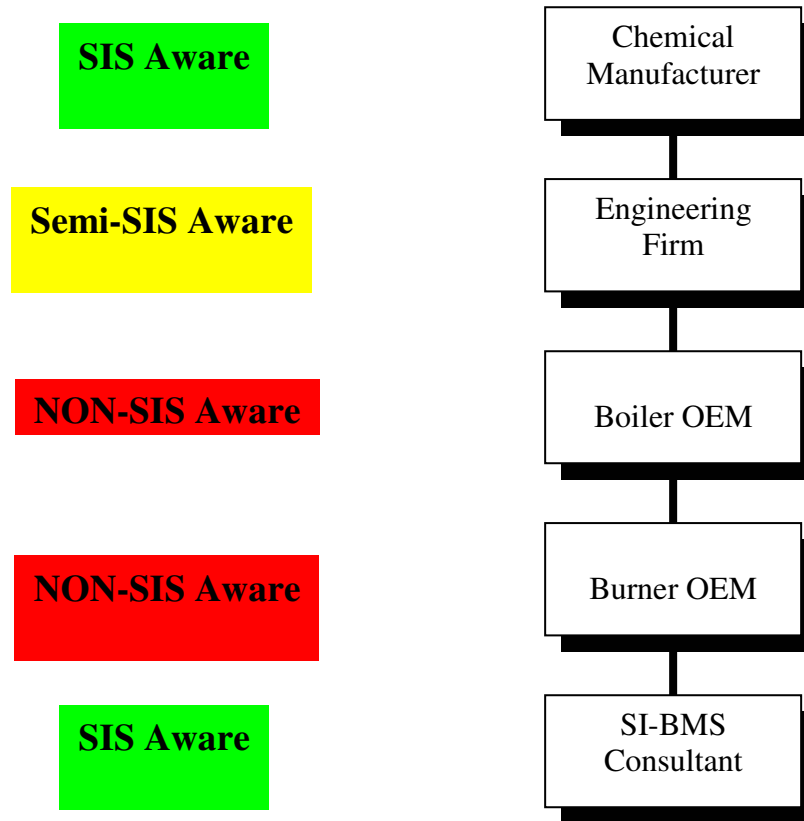 SIS Aware
Chemical
Manufacturer
Semi-SIS Aware
Engineering
Firm
NON-SIS Aware
Boiler OEM
NON-SIS Aware
Burner OEM
SIS Aware
SI-BMS
Consultant